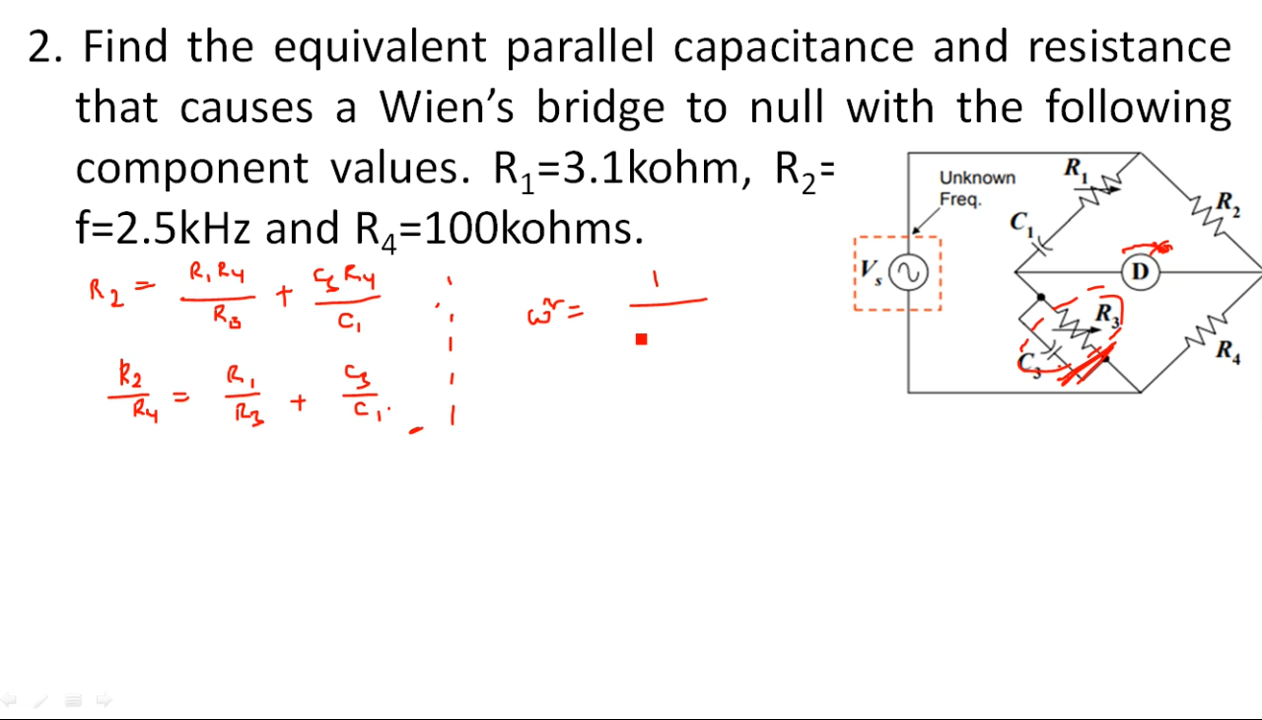 2. Find the equivalent parallel capacitance and resistance
that causes a Wien’s bridge to null with the following
component values. R₁=3.1kohm, R₂=
f=2.5kHz and R₄=100kohms.
Unknown
Freq.
R₁
R₂
C₁
Vₛ
D
R₃
C₃
R₄
R₂ = R₁R₄/R₃ + C₃R₄/C₁
ω² = 1/
R₂/R₄ = R₁/R₃ + C₃/C₁.